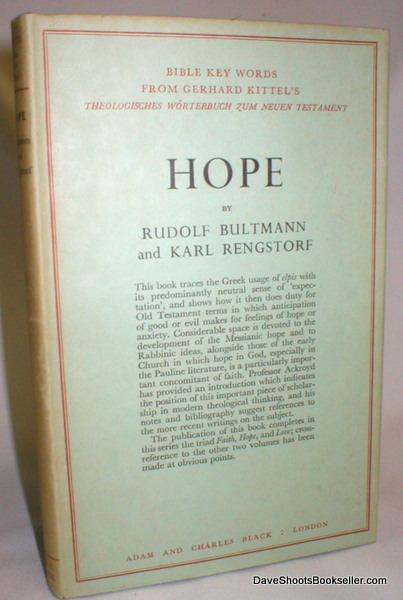 BIBLE KEY WORDS
FROM GERHARD KITTEL'S
THEOLOGISCHES WÖRTERBUCH ZUM NEUEN TESTAMENT
HOPE
BY
RUDOLF BULTMANN
and KARL RENGSTORF
This book traces the Greek usage of elpis with
its predominantly neutral sense of 'expec-
tation', and shows how it then does duty for
Old Testament terms in which anticipation
of good or evil makes for feelings of hope or
anxiety. Considerable space is devoted to the
development of the Messianic hope and to
Rabbinic ideas, alongside those of the early
Church in which hope in God, especially in
the Pauline literature, is a particularly impor-
tant concomitant of faith. Professor Ackroyd
has provided an introduction which indicates
the position of this important piece of scholar-
ship in modern theological thinking, and his
notes and bibliography suggest references to
the more recent writings on the subject.
The publication of this book completes in
this series the triad Faith, Hope, and Love; cross-
reference to the other two volumes has been
made at obvious points.
ADAM AND CHARLES BLACK : LONDON
DaveShootsBookseller.com